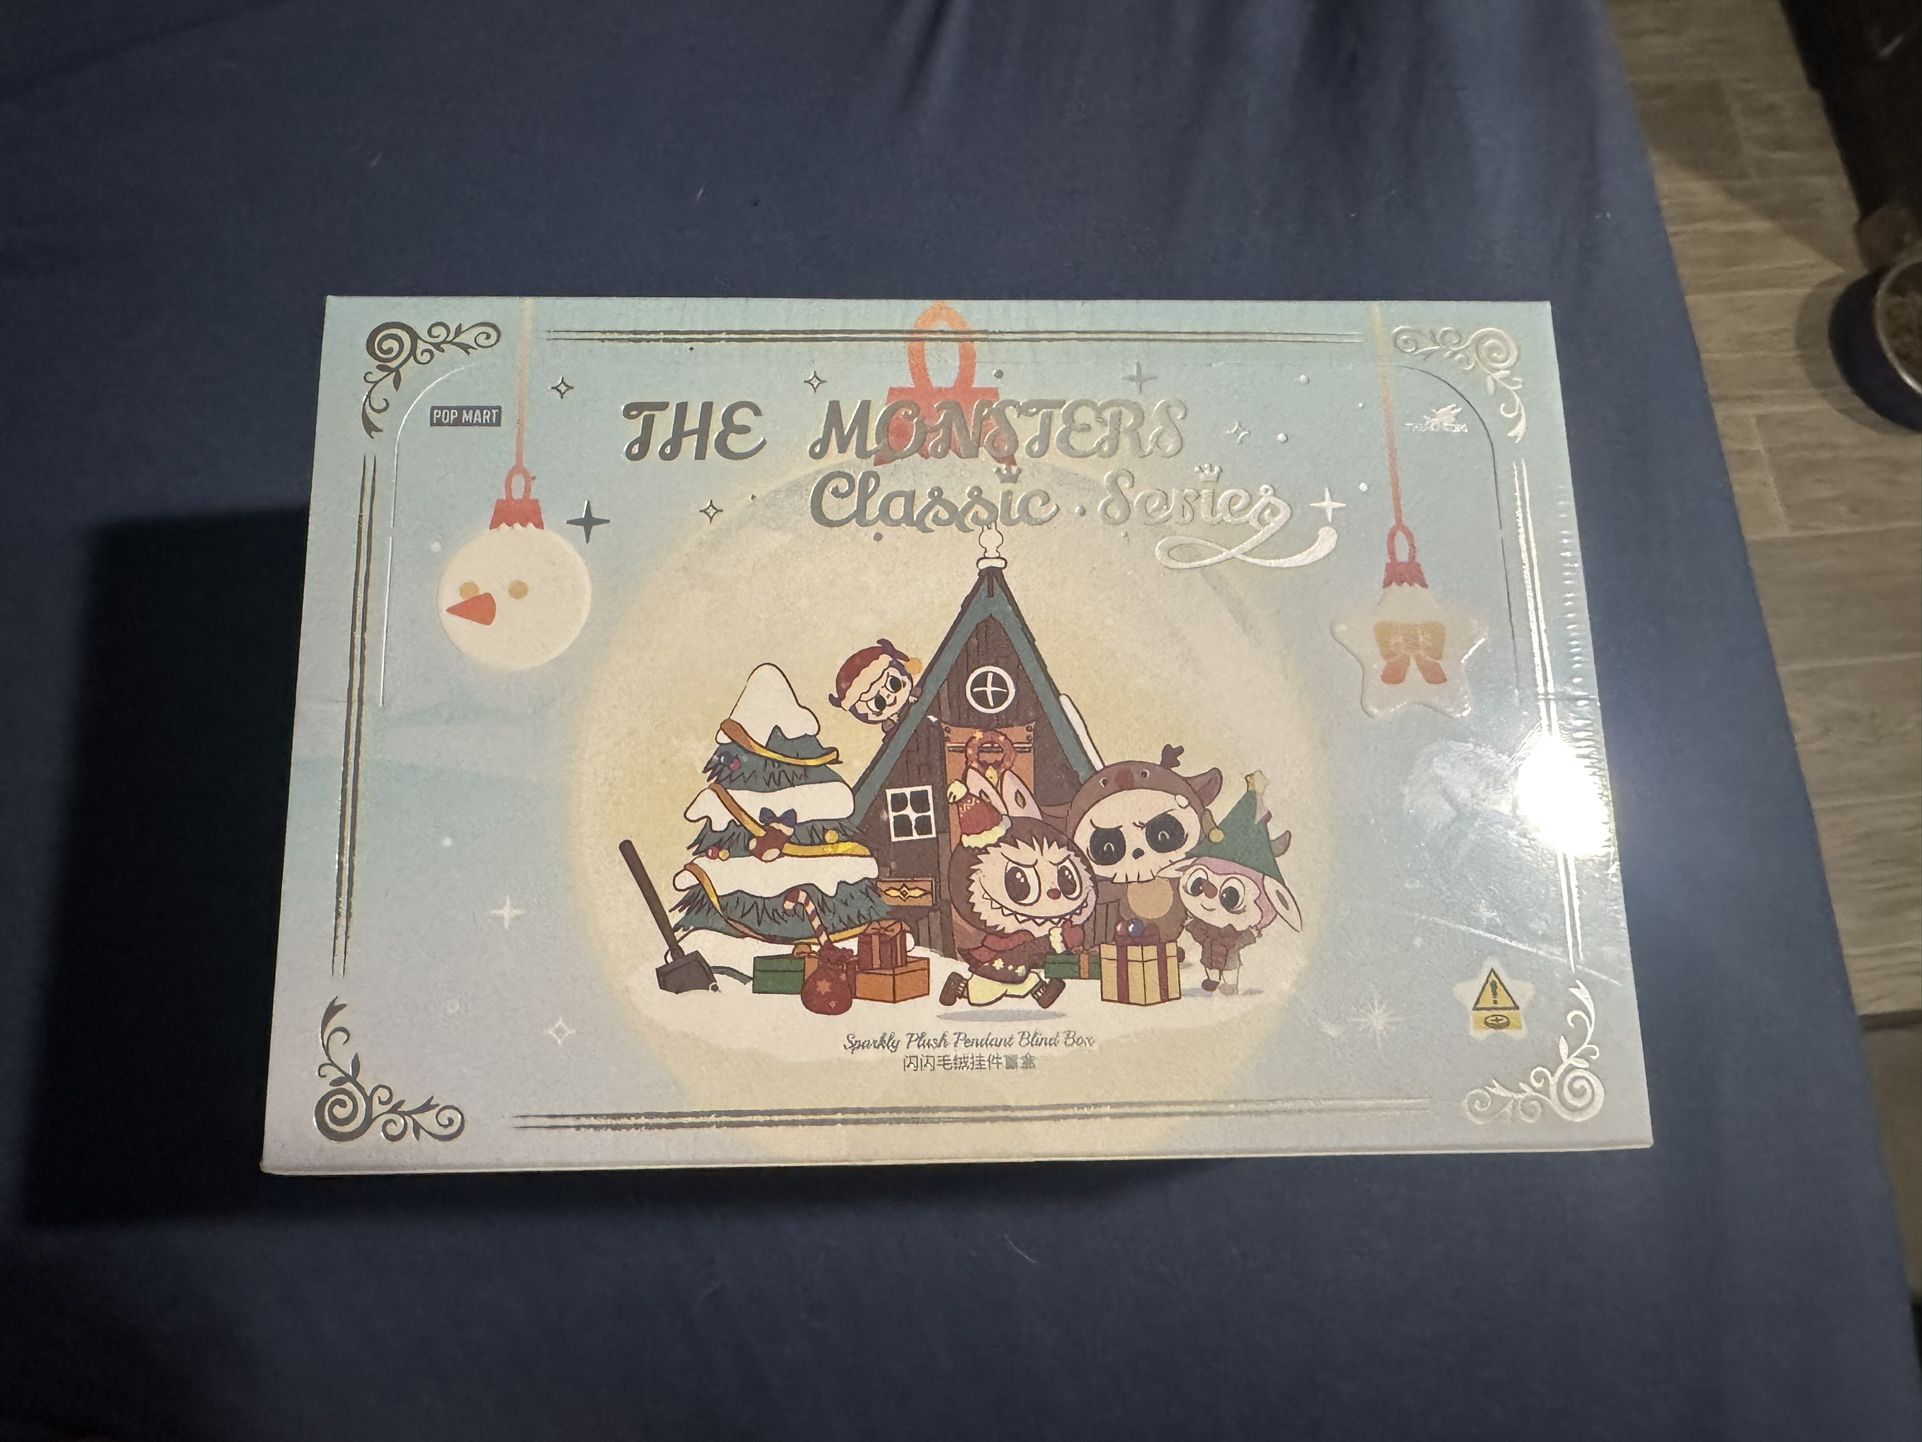 POP MART
THE MONSTERS
Classic Series
Sparkly Plush Pendant Blind Box
闪闪毛绒挂件盲盒